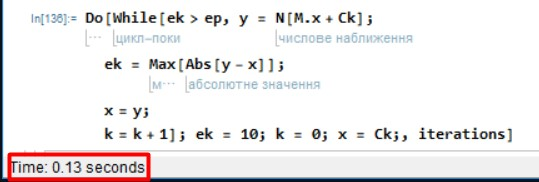 In[136]:= Do[While[ek > ep, y = N[M.x + Ck];
⋯ цикл-поки числове наближення
ek = Max[Abs[y - x]];
м⋯ абсолютне значення
x = y;
k = k + 1]; ek = 10; k = 0; x = Ck;, iterations]
Time: 0.13 seconds